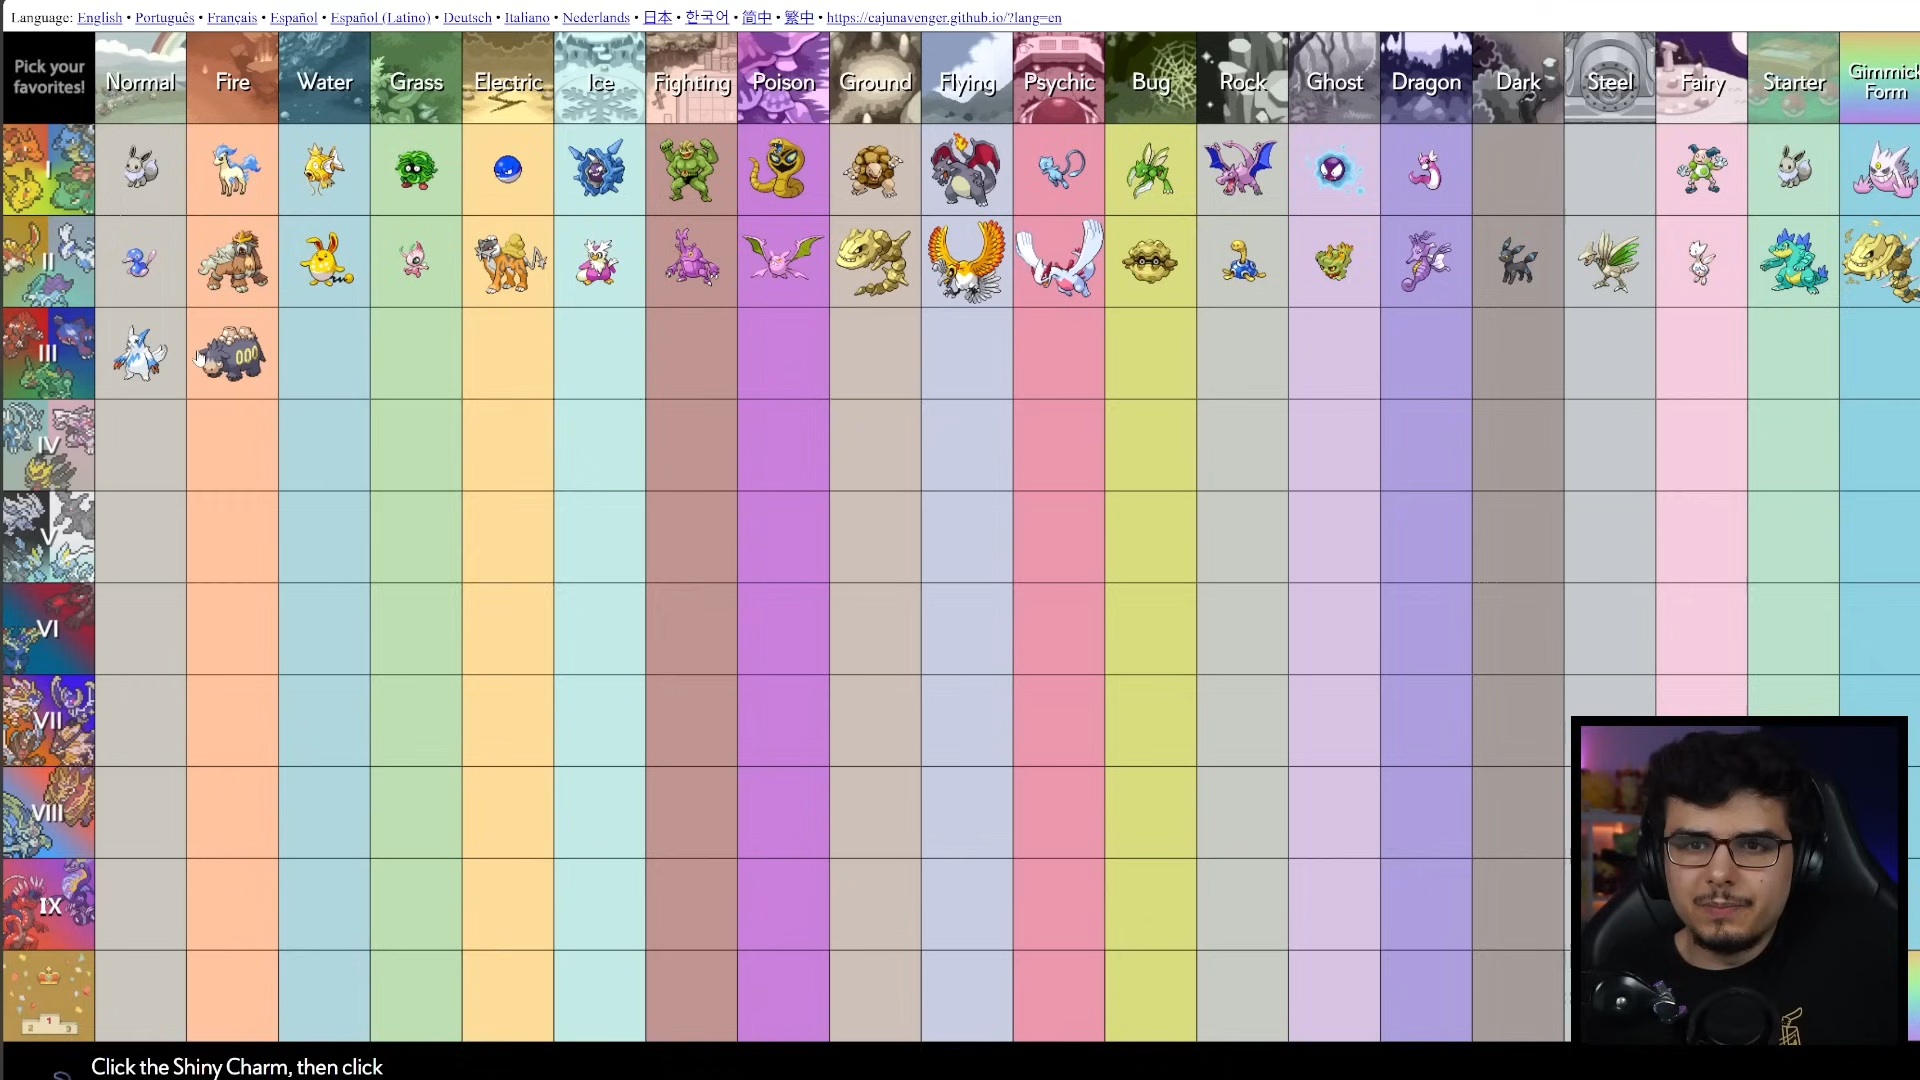 Language: English • Português • Français • Español • Español (Latino) • Deutsch • Italiano • Nederlands • 日本 • 한국어 • 简中 • 繁中 • https://cajunavenger.github.io/?lang=en
Pick your favorites!
Normal
Fire
Water
Grass
Electric
Ice
Fighting
Poison
Ground
Flying
Psychic
Bug
Rock
Ghost
Dragon
Dark
Steel
Fairy
Starter
Gimmick Form
I
II
III
IV
V
VI
VII
VIII
IX
1
2
3
Click the Shiny Charm, then click